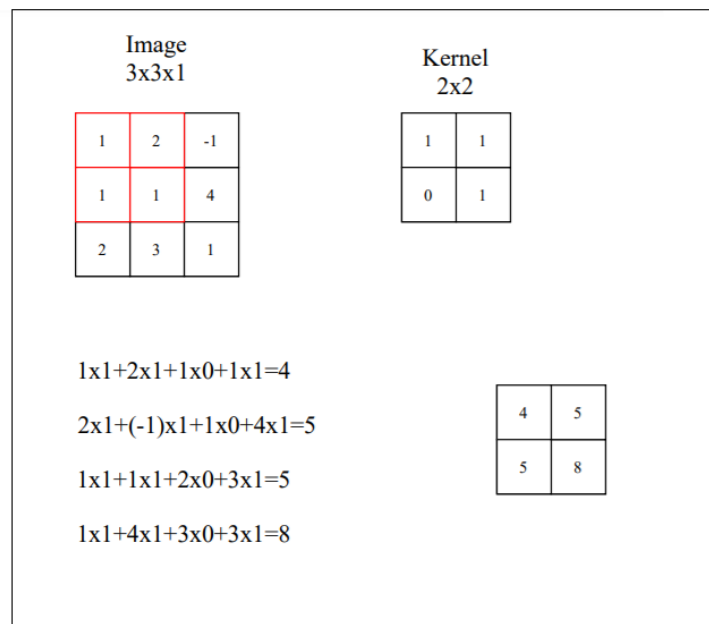 Image
3x3x1
Kernel
2x2
1 2 -1
1 1 4
2 3 1
1 1
0 1
1x1+2x1+1x0+1x1=4
2x1+(-1)x1+1x0+4x1=5
1x1+1x1+2x0+3x1=5
1x1+4x1+3x0+3x1=8
4 5
5 8